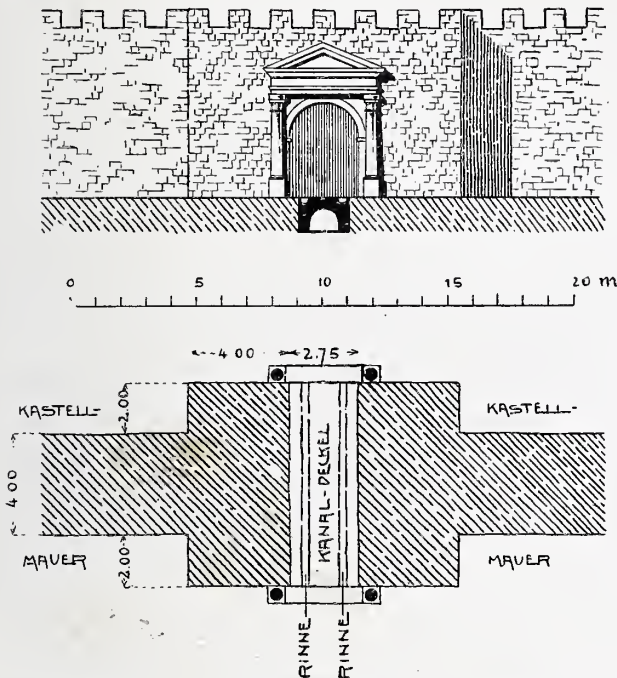 0 5 10 15 20 m
4 00 2.75
2.00
KASTELL- KASTELL-
4 00
KANAL-DECKEL
MAUER MAUER
2.00
RINNE RINNE